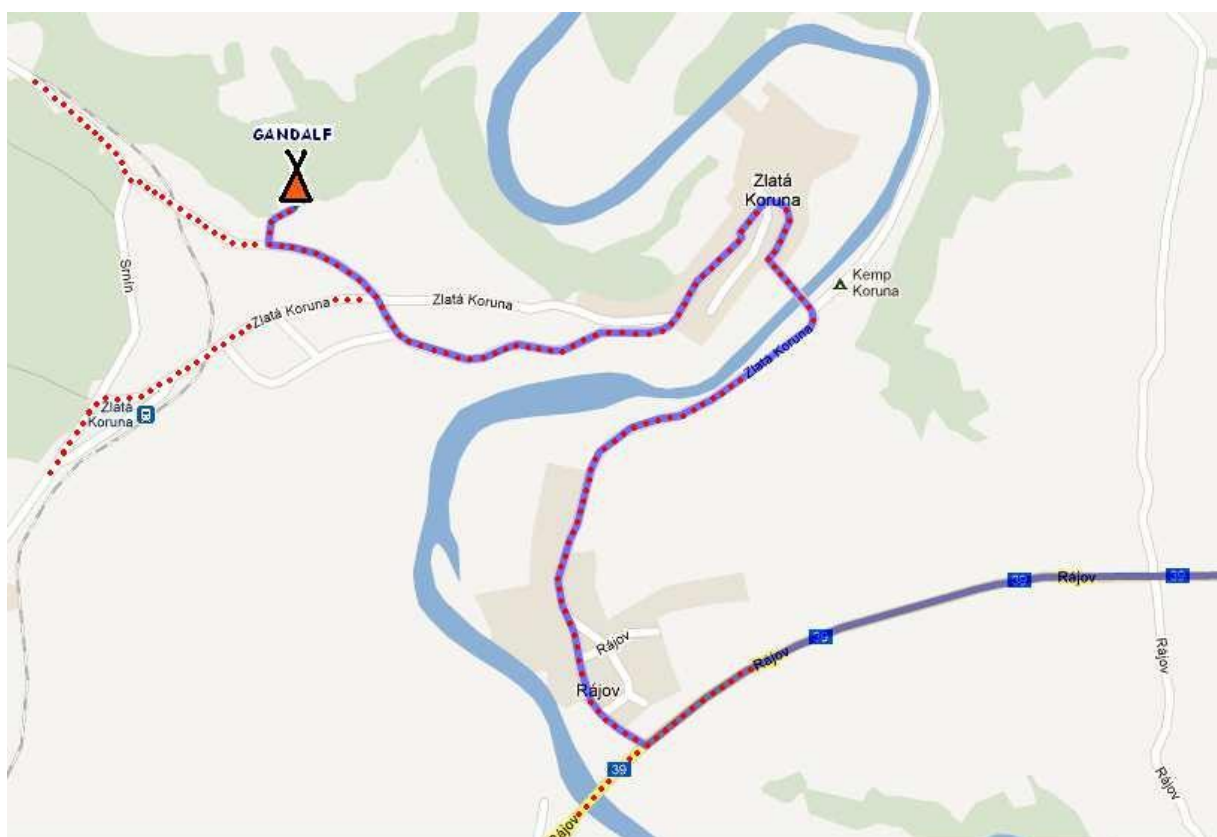 GANDALF
Zlatá
Koruna
Kemp
Koruna
Srnín
Zlatá Koruna
Zlatá Koruna
Zlatá Koruna
Zlatá
Koruna
39
Rájov
39
39
Rájov
Rájov
Rájov
Rájov
39
Rájov
Rájov